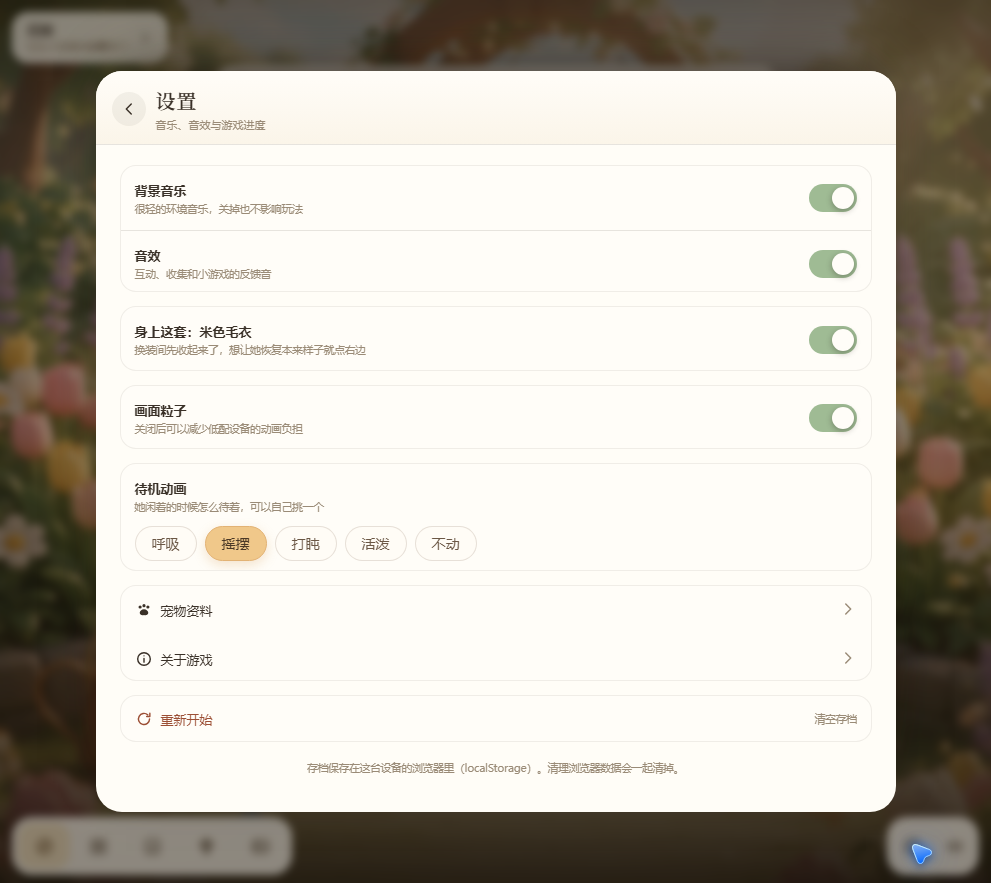 设置
音乐、音效与游戏进度
背景音乐
很轻的环境音乐，关掉也不影响玩法
音效
互动、收集和小游戏的反馈音
身上这套：米色毛衣
换装间先收起来了，想让她恢复本来样子就点右边
画面粒子
关闭后可以减少低配设备的动画负担
待机动画
她闲着的时候怎么待着，可以自己挑一个
呼吸 摇摆 打盹 活泼 不动
宠物资料
关于游戏
重新开始 清空存档
存档保存在这台设备的浏览器里（localStorage）。清理浏览器数据会一起清掉。